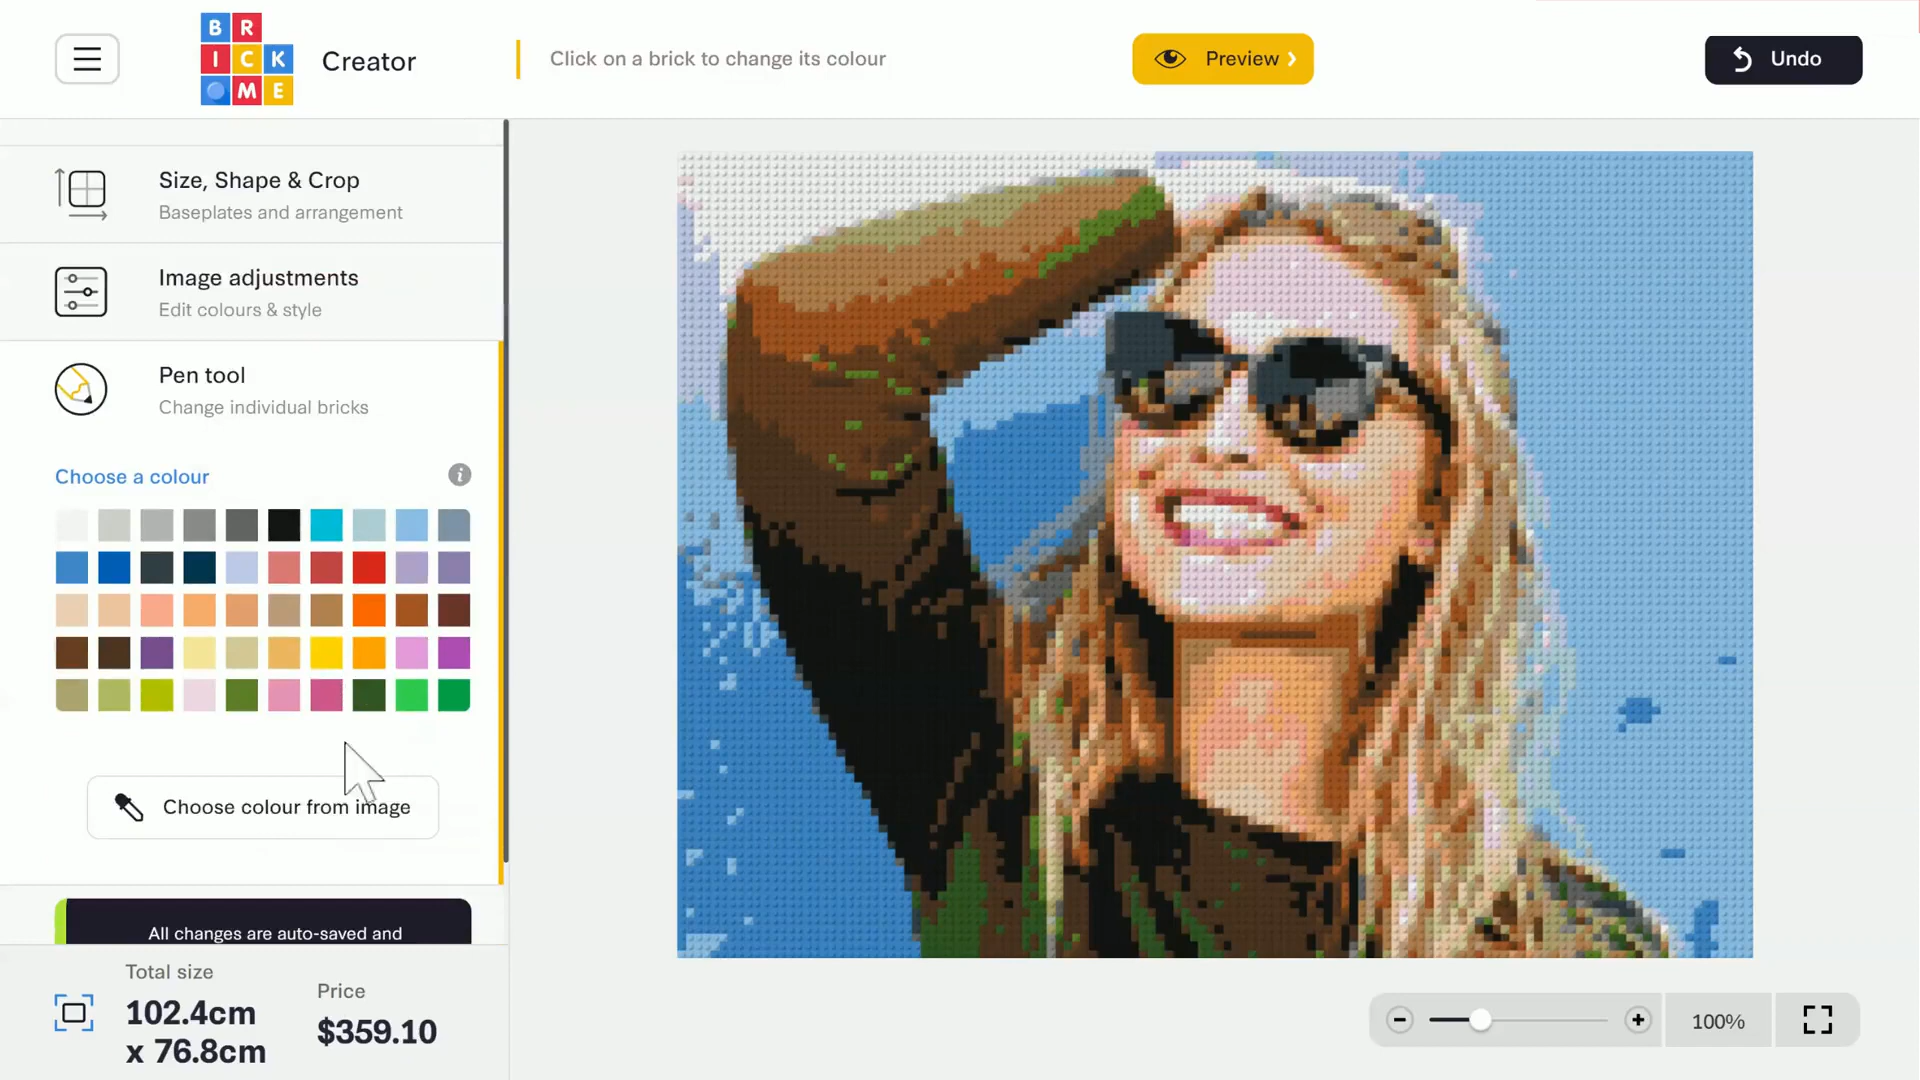 B R
I C K
M E
Creator
Click on a brick to change its colour
Preview
Undo
Size, Shape & Crop
Baseplates and arrangement
Image adjustments
Edit colours & style
Pen tool
Change individual bricks
Choose a colour
i
Choose colour from image
All changes are auto-saved and
Total size
102.4cm
x 76.8cm
Price
$359.10
100%